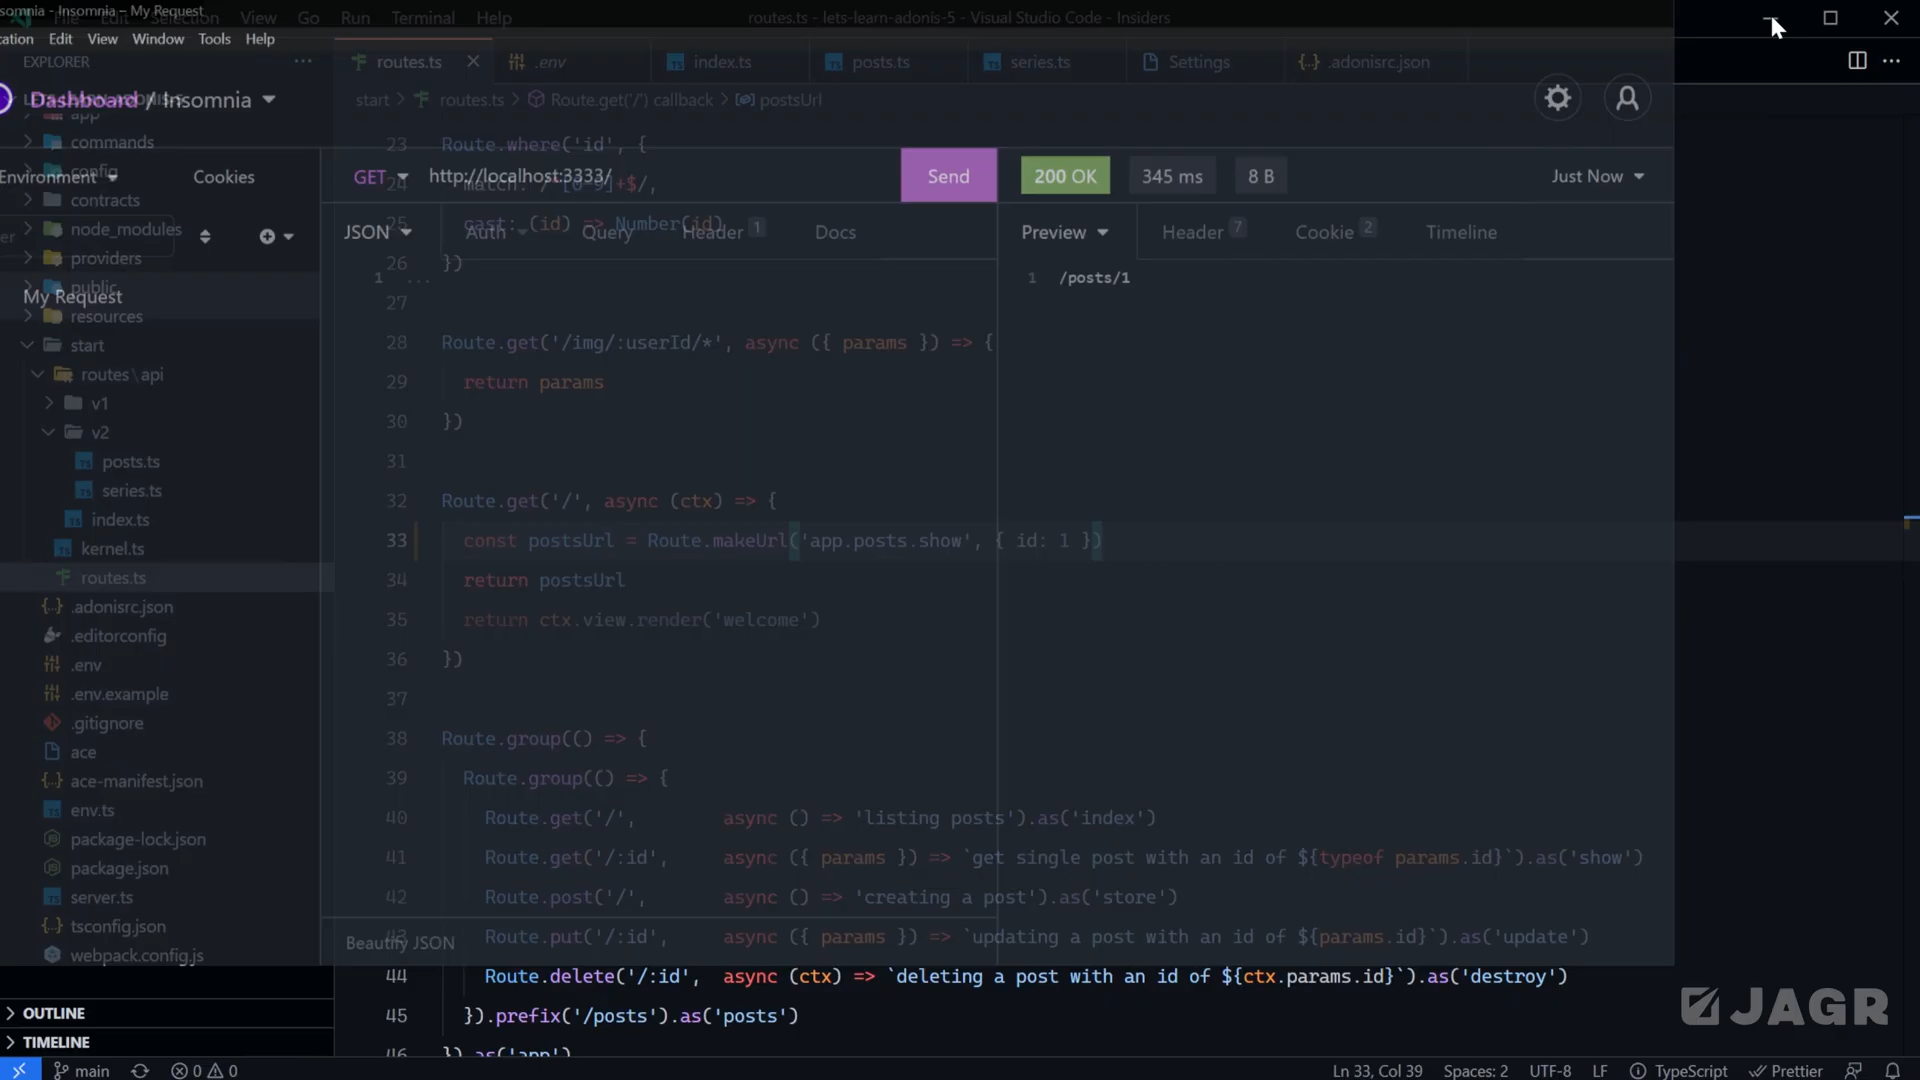 somnia - Insomnia – My Request
File Edit Selection View Go Run Terminal Help
routes.ts - lets-learn-adonis-5 - Visual Studio Code - Insiders
cation Edit View Window Tools Help
EXPLORER ···
routes.ts .env index.ts posts.ts series.ts Settings .adonisrc.json
Dashboard / Insomnia
start > routes.ts > Route.get('/') callback > postsUrl
app
commands
config
contracts
node_modules
providers
public
resources
start
routes\api
v1
v2
posts.ts
series.ts
index.ts
kernel.ts
routes.ts
.adonisrc.json
.editorconfig
.env
.env.example
.gitignore
ace
ace-manifest.json
env.ts
package-lock.json
package.json
server.ts
tsconfig.json
webpack.config.js
OUTLINE
TIMELINE
Environment Cookies
My Request
GET http://localhost:3333/ Send
200 OK 345 ms 8 B Just Now
JSON Auth Query Header 1 Docs
Preview Header 7 Cookie 2 Timeline
1 ...
1 /posts/1
Beautify JSON
23 Route.where('id', {
24 match: /^[0-9]+$/,
25 cast: (id) => Number(id)
26 })
27
28 Route.get('/img/:userId/*', async ({ params }) => {
29 return params
30 })
31
32 Route.get('/', async (ctx) => {
33 const postsUrl = Route.makeUrl('app.posts.show', { id: 1 })
34 return postsUrl
35 return ctx.view.render('welcome')
36 })
37
38 Route.group(() => {
39 Route.group(() => {
40 Route.get('/', async () => 'listing posts').as('index')
41 Route.get('/:id', async ({ params }) => `get single post with an id of ${typeof params.id}`).as('show')
42 Route.post('/', async () => 'creating a post').as('store')
43 Route.put('/:id', async ({ params }) => `updating a post with an id of ${params.id}`).as('update')
44 Route.delete('/:id', async (ctx) => `deleting a post with an id of ${ctx.params.id}`).as('destroy')
45 }).prefix('/posts').as('posts')
46 }).as('app')
JAGR
main 0 0
Ln 33, Col 39 Spaces: 2 UTF-8 LF TypeScript Prettier